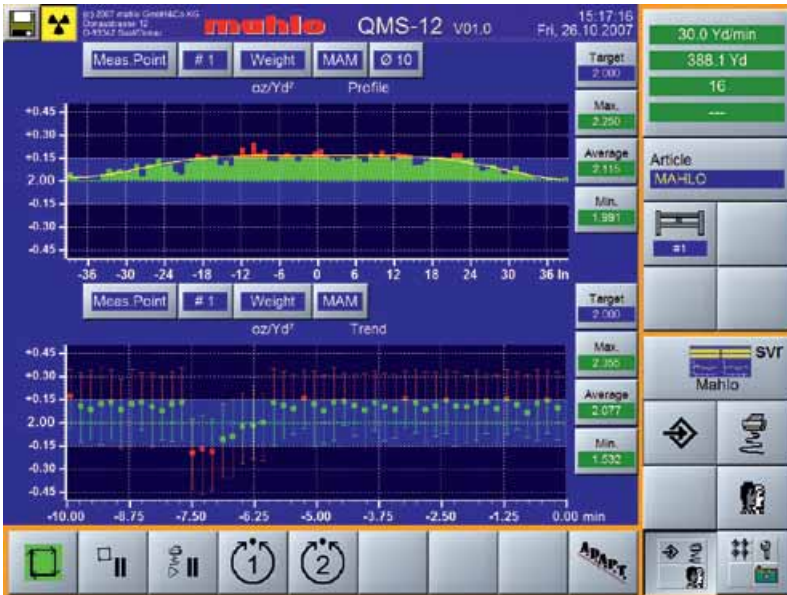 (c) 2007 mahlo GmbH&Co KG
Donaustrasse 12
mahlo
QMS-12 V01.0
15:17:16
Fri, 26.10.2007
Meas.Point #1 Weight MAM Ø 10
oz/Yd² Profile
+0.45
+0.30
+0.15
2.00
-0.15
-0.30
-0.45
-36 -30 -24 -18 -12 -6 0 6 12 18 24 30 36 In
Target
2.000
Max.
2.250
Average
2.115
Min.
1.991
Meas.Point #1 Weight MAM
oz/Yd² Trend
+0.45
+0.30
+0.15
2.00
-0.15
-0.30
-0.45
-10.00 -8.75 -7.50 -6.25 -5.00 -3.75 -2.50 -1.25 0.00 min
Target
2.000
Max.
2.355
Average
2.077
Min.
1.532
30.0 Yd/min
388.1 Yd
16
---
Article
MAHLO
#1
svr
Mahlo
1
2
ADAPT.